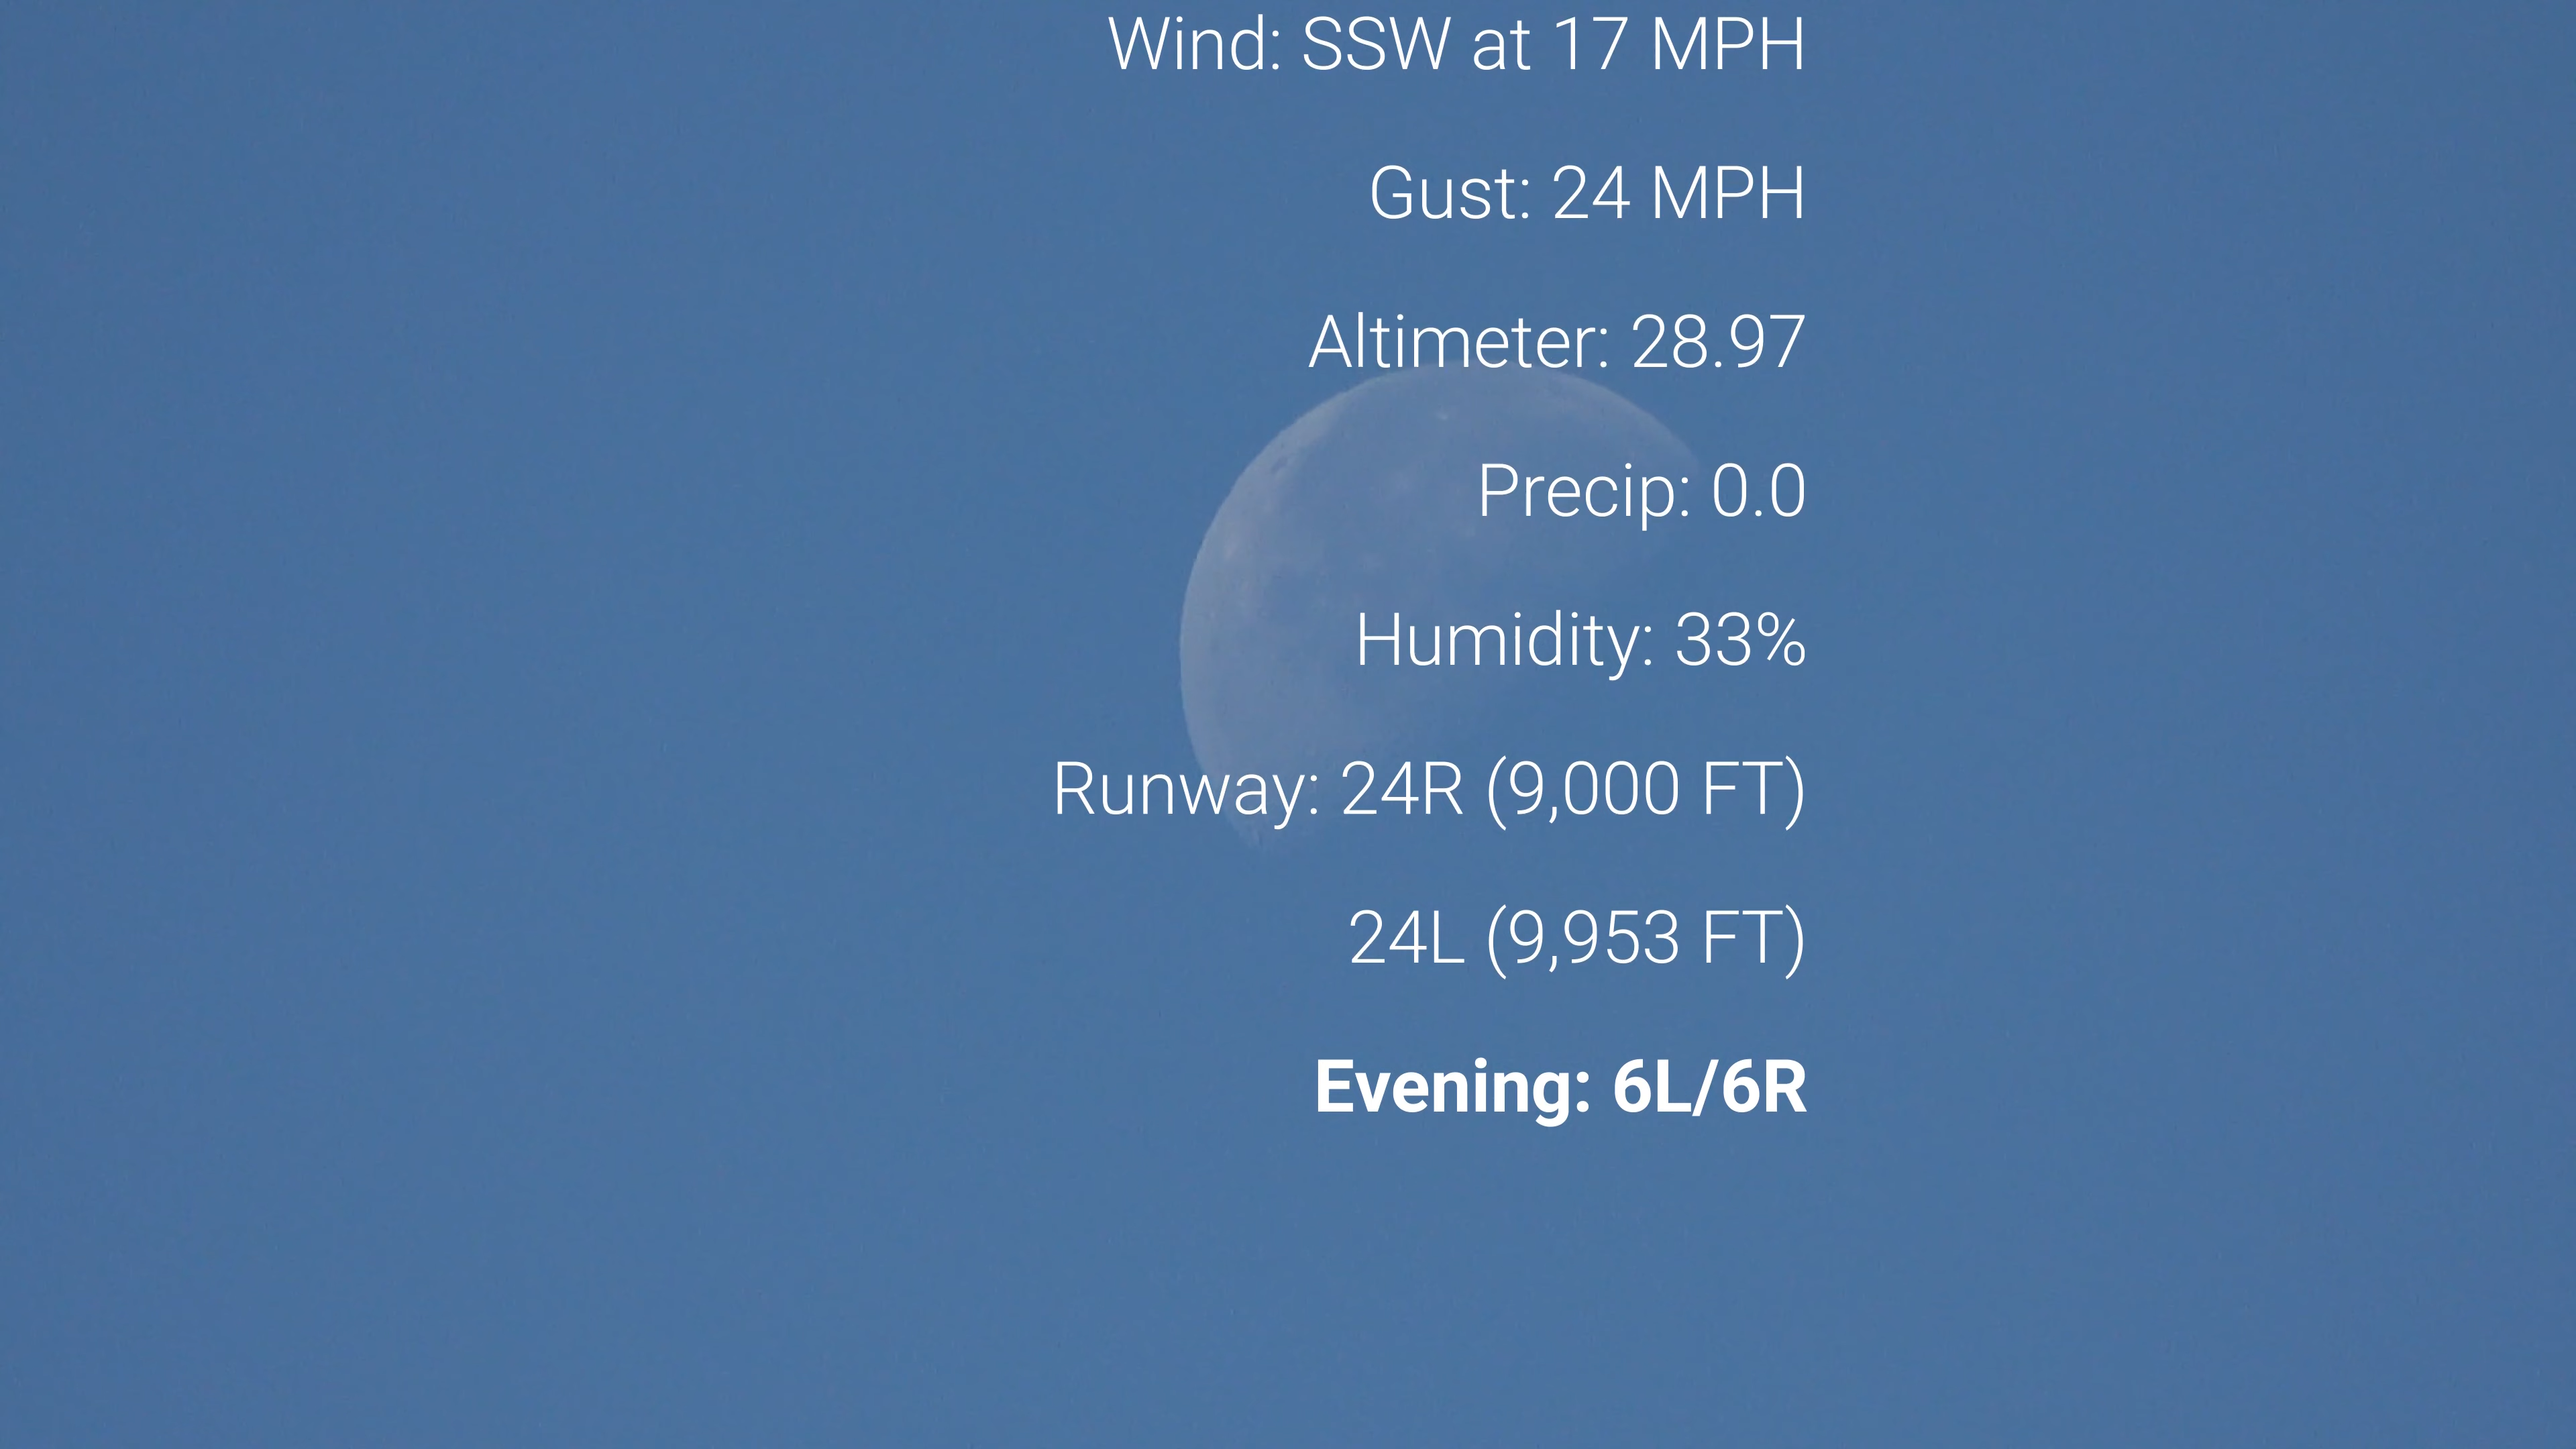 Wind: SSW at 17 MPH
Gust: 24 MPH
Altimeter: 28.97
Precip: 0.0
Humidity: 33%
Runway: 24R (9,000 FT)
24L (9,953 FT)
Evening: 6L/6R